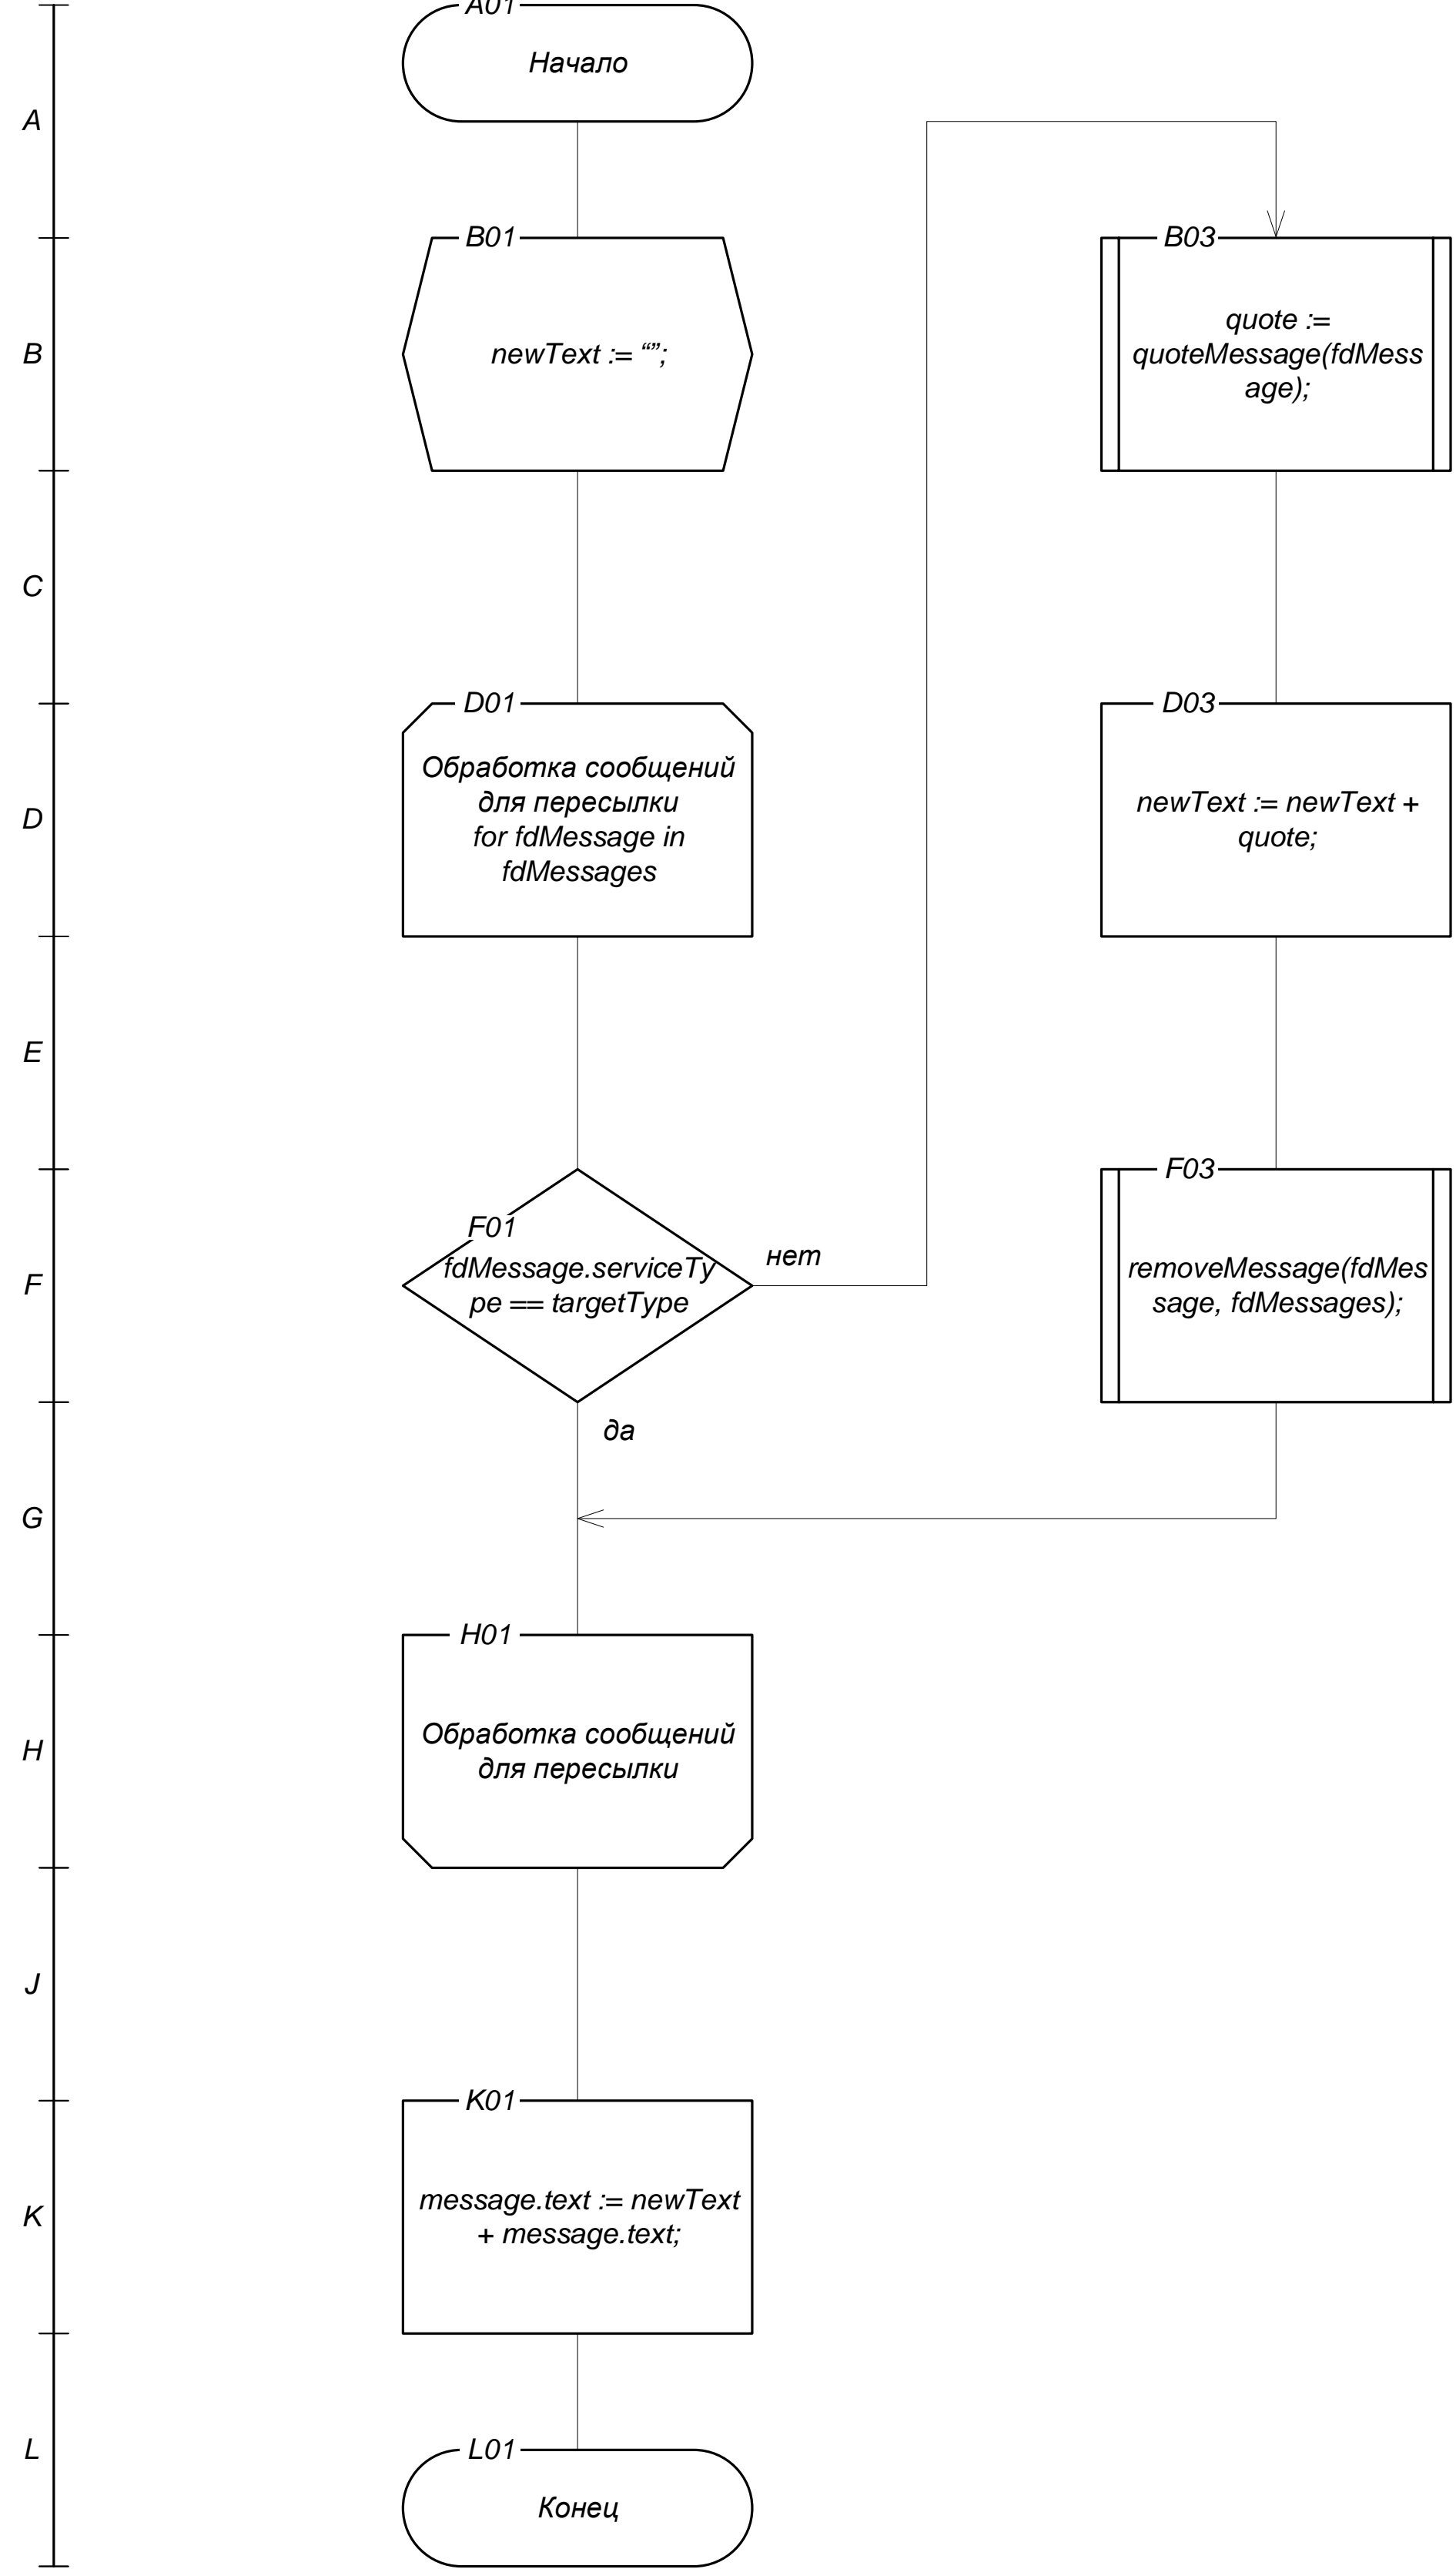 A01
Начало
A
B01
newText := “”;
B
B03
quote :=
quoteMessage(fdMess
age);
C
D01
Обработка сообщений
для пересылки
for fdMessage in
fdMessages
D
D03
newText := newText +
quote;
E
F01
fdMessage.serviceTy
pe == targetType
нет
да
F
F03
removeMessage(fdMes
sage, fdMessages);
G
H01
Обработка сообщений
для пересылки
H
J
K01
message.text := newText
+ message.text;
K
L01
Конец
L